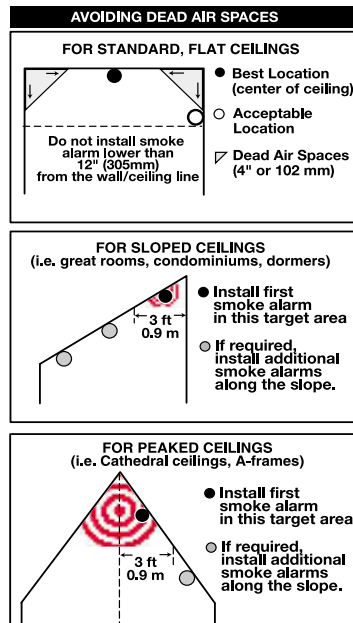 AVOIDING DEAD AIR SPACES
FOR STANDARD, FLAT CEILINGS
Best Location
(center of ceiling)
Acceptable
Location
Dead Air Spaces
(4" or 102 mm)
Do not install smoke
alarm lower than
12" (305mm)
from the wall/ceiling line
FOR SLOPED CEILINGS
(i.e. great rooms, condominiums, dormers)
Install first
smoke alarm
in this target area
3 ft
0.9 m
If required,
install additional
smoke alarms
along the slope.
FOR PEAKED CEILINGS
(i.e. Cathedral ceilings, A-frames)
Install first
smoke alarm
in this target area
3 ft
0.9 m
If required,
install additional
smoke alarms
along the slope.